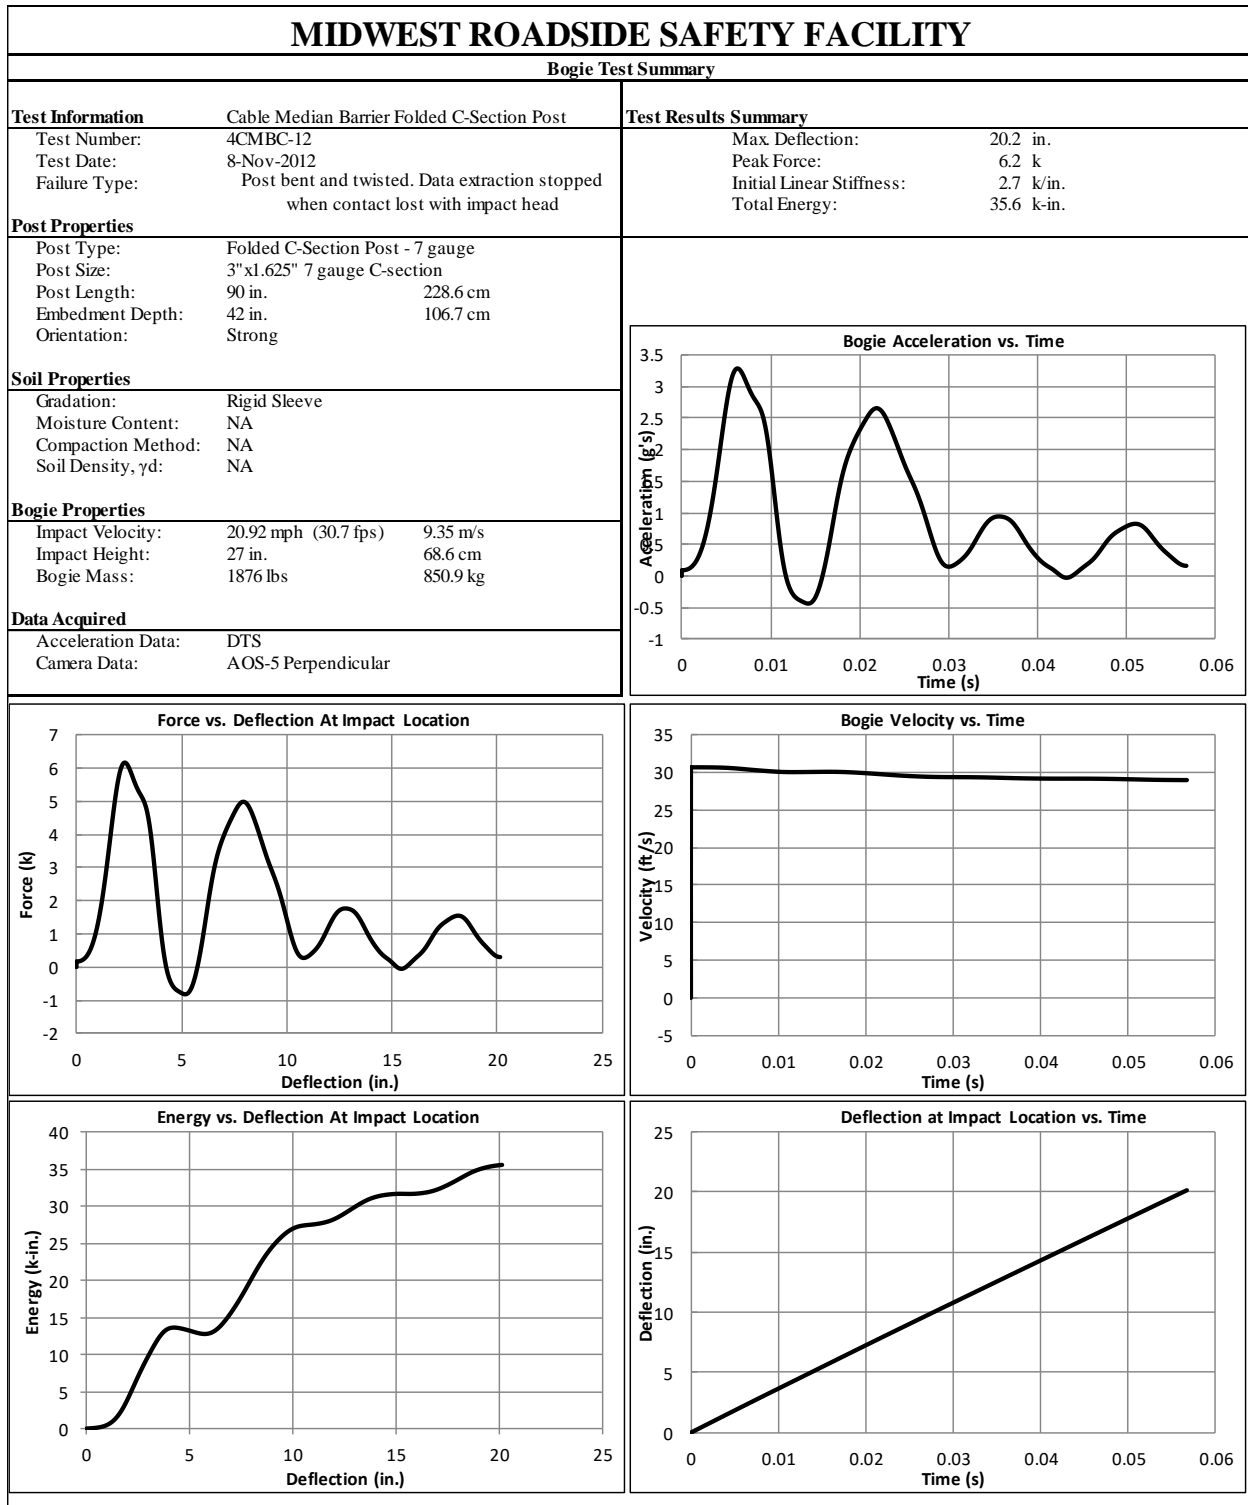 MIDWEST ROADSIDE SAFETY FACILITY
Bogie Test Summary
Test Information Cable Median Barrier Folded C-Section Post
Test Number: 4CMBC-12
Test Date: 8-Nov-2012
Failure Type: Post bent and twisted. Data extraction stopped
when contact lost with impact head
Post Properties
Post Type: Folded C-Section Post - 7 gauge
Post Size: 3"x1.625" 7 gauge C-section
Post Length: 90 in. 228.6 cm
Embedment Depth: 42 in. 106.7 cm
Orientation: Strong
Soil Properties
Gradation: Rigid Sleeve
Moisture Content: NA
Compaction Method: NA
Soil Density, γd: NA
Bogie Properties
Impact Velocity: 20.92 mph (30.7 fps) 9.35 m/s
Impact Height: 27 in. 68.6 cm
Bogie Mass: 1876 lbs 850.9 kg
Data Acquired
Acceleration Data: DTS
Camera Data: AOS-5 Perpendicular
Test Results Summary
Max. Deflection: 20.2 in.
Peak Force: 6.2 k
Initial Linear Stiffness: 2.7 k/in.
Total Energy: 35.6 k-in.
Bogie Acceleration vs. Time
3.5
3
2.5
2
1.5
1
0.5
0
-0.5
-1
Acceleration (g's)
0 0.01 0.02 0.03 0.04 0.05 0.06
Time (s)
Force vs. Deflection At Impact Location
7
6
5
4
3
2
1
0
-1
-2
Force (k)
0 5 10 15 20 25
Deflection (in.)
Bogie Velocity vs. Time
35
30
25
20
15
10
5
0
-5
Velocity (ft/s)
0 0.01 0.02 0.03 0.04 0.05 0.06
Time (s)
Energy vs. Deflection At Impact Location
40
35
30
25
20
15
10
5
0
Energy (k-in.)
0 5 10 15 20 25
Deflection (in.)
Deflection at Impact Location vs. Time
25
20
15
10
5
0
Deflection (in.)
0 0.01 0.02 0.03 0.04 0.05 0.06
Time (s)